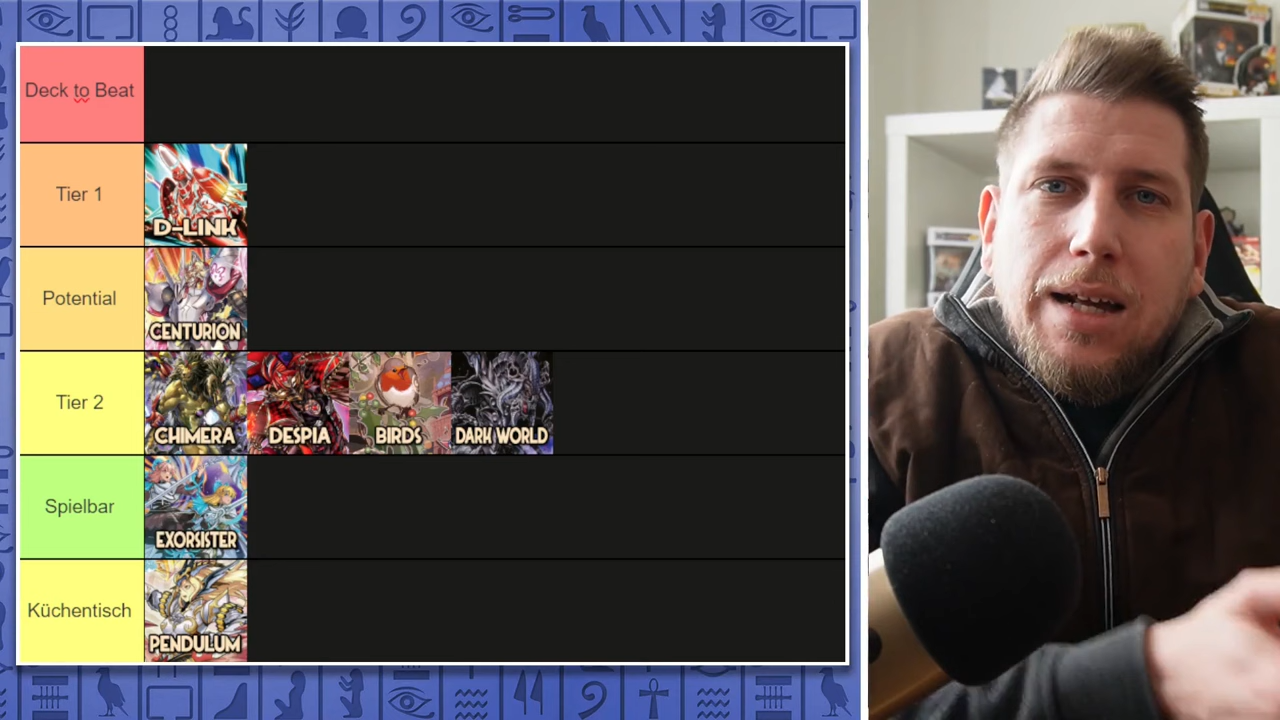 Deck to Beat
Tier 1
D-LINK
Potential
CENTURION
Tier 2
CHIMERA
DESPIA
BIRDS
DARK WORLD
Spielbar
EXORSISTER
Küchentisch
PENDULUM